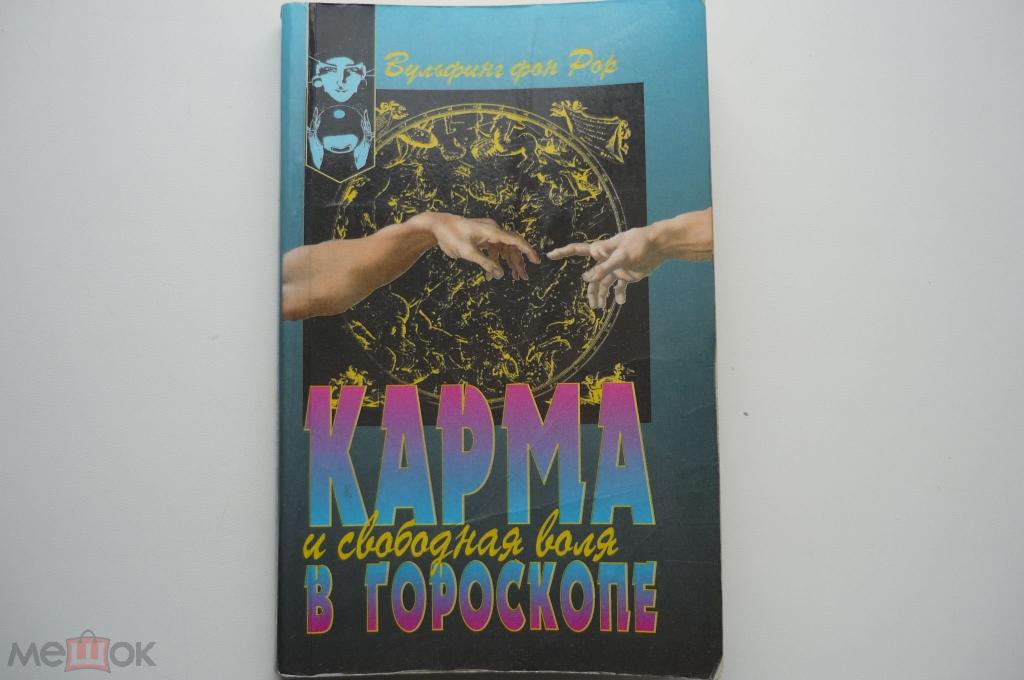 Вульфинг фон Рор
КАРМА
и свободная воля
В ГОРОСКОПЕ
мешок